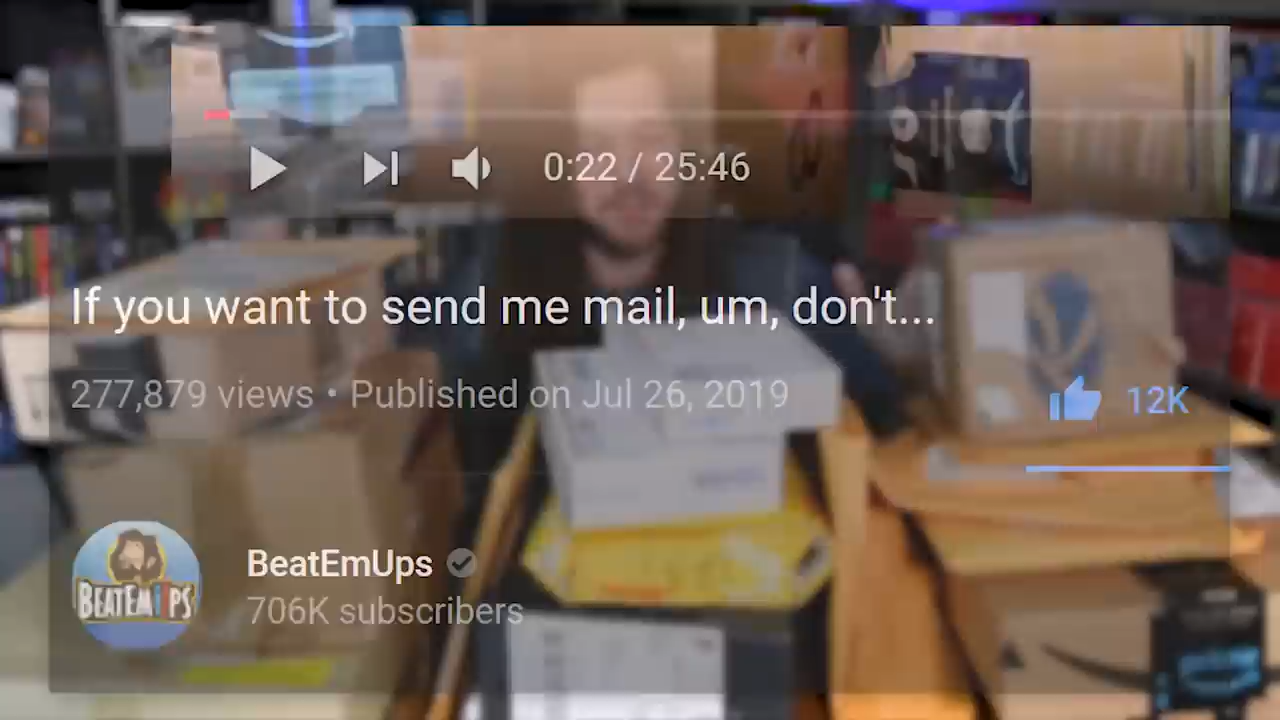 0:22 / 25:46
If you want to send me mail, um, don't...
277,879 views • Published on Jul 26, 2019
12K
BeatEmUps
706K subscribers
BEATEMUPS